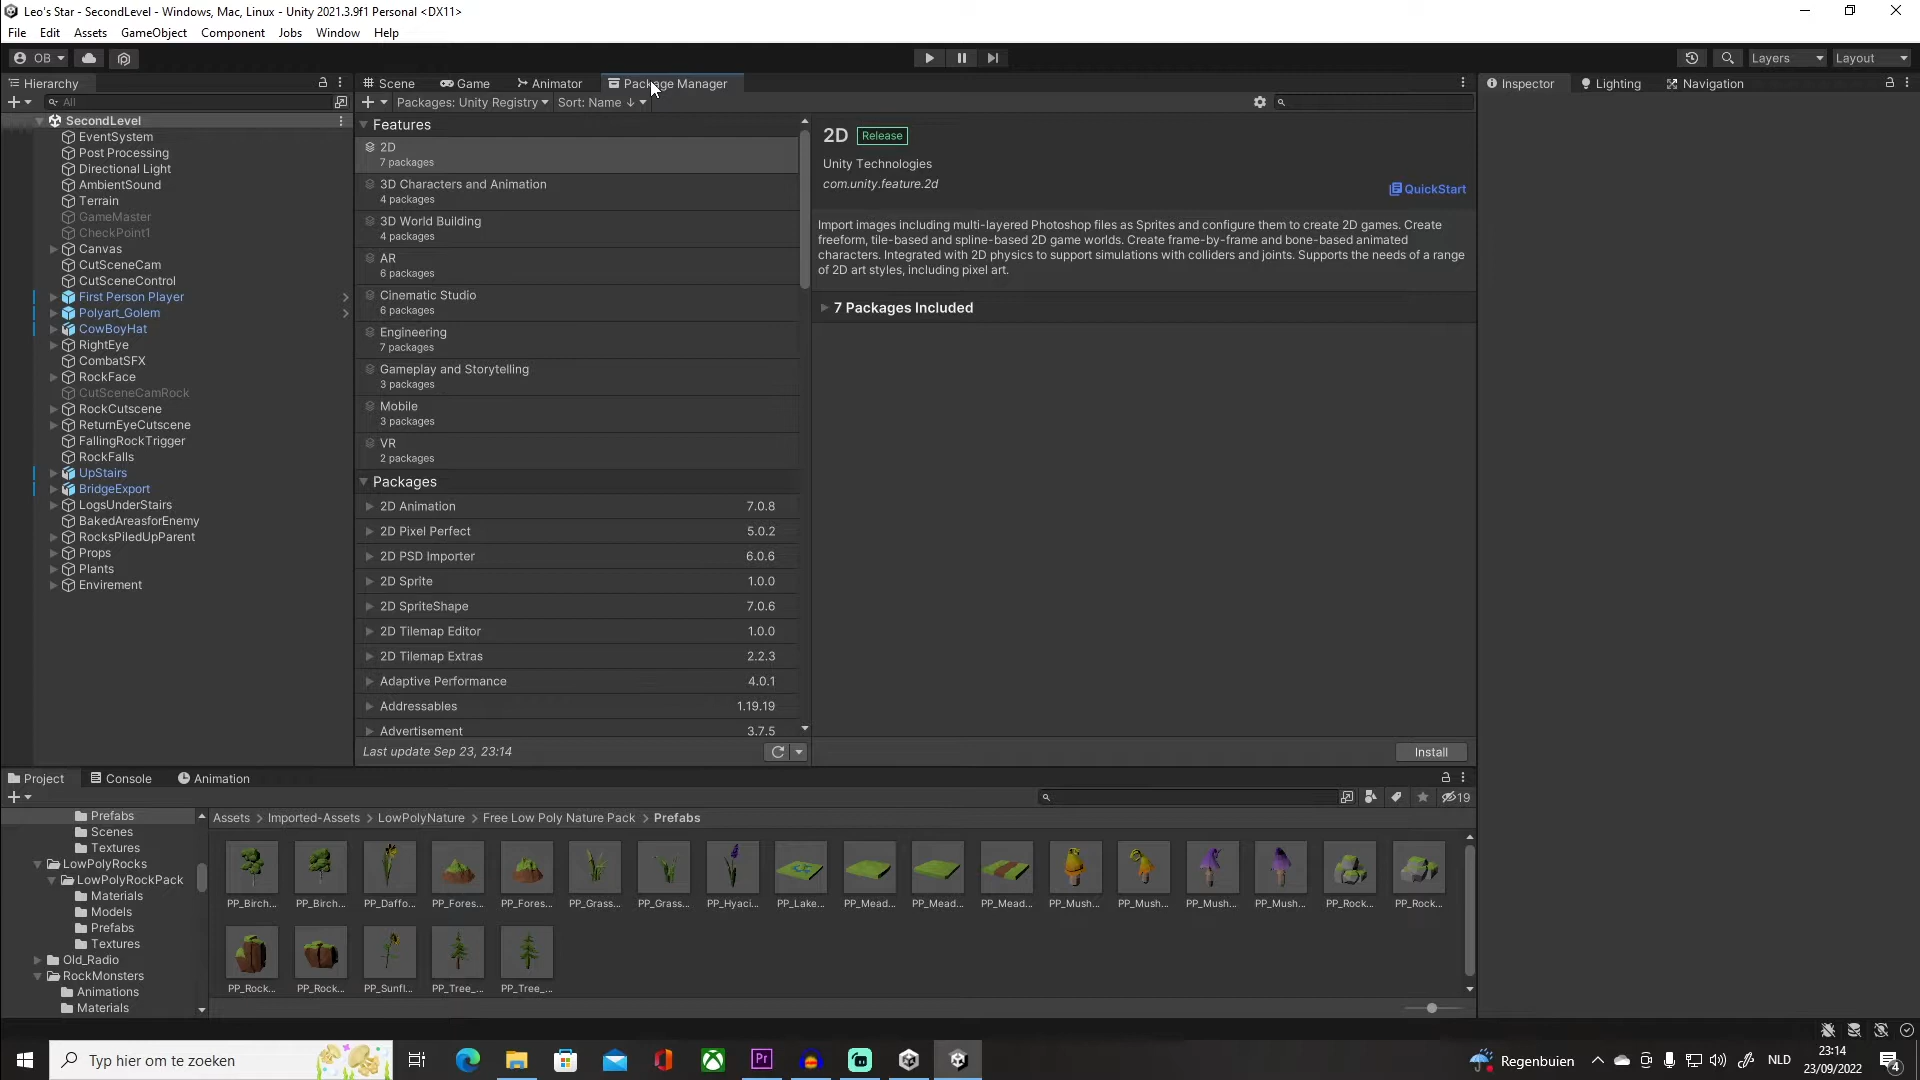 Leo's Star - SecondLevel - Windows, Mac, Linux - Unity 2021.3.9f1 Personal <DX11>
File Edit Assets GameObject Component Jobs Window Help
OB Layers Layout
Hierarchy
All
SecondLevel
EventSystem
Post Processing
Directional Light
AmbientSound
Terrain
GameMaster
CheckPoint1
Canvas
CutSceneCam
CutSceneControl
First Person Player
Polyart_Golem
CowBoyHat
RightEye
CombatSFX
RockFace
CutSceneCamRock
RockCutscene
ReturnEyeCutscene
FallingRockTrigger
RockFalls
UpStairs
BridgeExport
LogsUnderStairs
BakedAreasforEnemy
RocksPiledUpParent
Props
Plants
Envirement
Scene Game Animator Package Manager
Packages: Unity Registry Sort: Name ↓
Features
2D
7 packages
3D Characters and Animation
4 packages
3D World Building
4 packages
AR
6 packages
Cinematic Studio
6 packages
Engineering
7 packages
Gameplay and Storytelling
3 packages
Mobile
3 packages
VR
2 packages
Packages
2D Animation 7.0.8
2D Pixel Perfect 5.0.2
2D PSD Importer 6.0.6
2D Sprite 1.0.0
2D SpriteShape 7.0.6
2D Tilemap Editor 1.0.0
2D Tilemap Extras 2.2.3
Adaptive Performance 4.0.1
Addressables 1.19.19
Advertisement 3.7.5
Last update Sep 23, 23:14
2D Release
Unity Technologies
com.unity.feature.2d
QuickStart
Import images including multi-layered Photoshop files as Sprites and configure them to create 2D games. Create
freeform, tile-based and spline-based 2D game worlds. Create frame-by-frame and bone-based animated
characters. Integrated with 2D physics to support simulations with colliders and joints. Supports the needs of a range
of 2D art styles, including pixel art.
7 Packages Included
Install
Inspector Lighting Navigation
Project Console Animation
19
Prefabs
Scenes
Textures
LowPolyRocks
LowPolyRockPack
Materials
Models
Prefabs
Textures
Old_Radio
RockMonsters
Animations
Materials
Assets > Imported-Assets > LowPolyNature > Free Low Poly Nature Pack > Prefabs
PP_Birch... PP_Birch... PP_Daffo... PP_Fores... PP_Fores... PP_Grass... PP_Grass... PP_Hyaci... PP_Lake... PP_Mead... PP_Mead... PP_Mead... PP_Mush... PP_Mush... PP_Mush... PP_Mush... PP_Rock... PP_Rock...
PP_Rock... PP_Rock... PP_Sunfl... PP_Tree_... PP_Tree_...
Typ hier om te zoeken
Pr
Regenbuien
NLD
23:14
23/09/2022
4